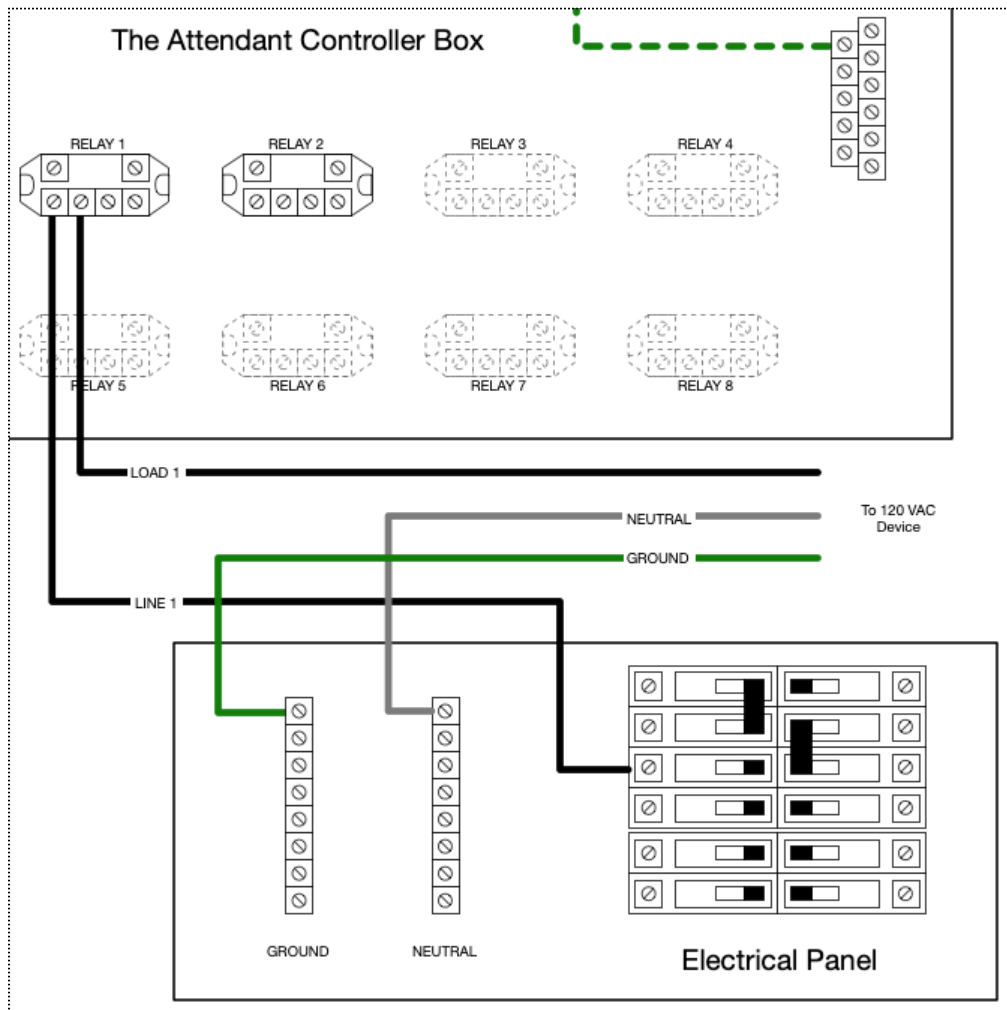 The Attendant Controller Box
RELAY 1
RELAY 2
RELAY 3
RELAY 4
RELAY 5
RELAY 6
RELAY 7
RELAY 8
LOAD 1
NEUTRAL
To 120 VAC
Device
GROUND
LINE 1
GROUND
NEUTRAL
Electrical Panel